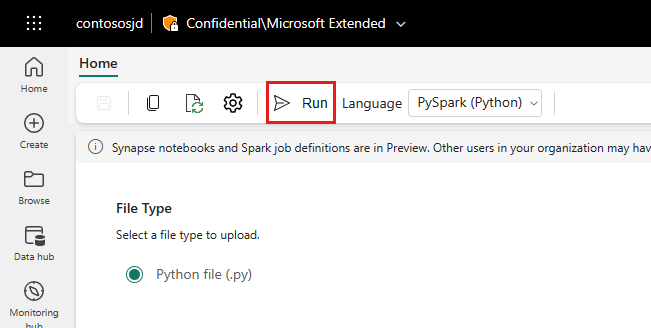 contososjd Confidential\Microsoft Extended
Home
Home
Run Language PySpark (Python)
Create
Synapse notebooks and Spark job definitions are in Preview. Other users in your organization may hav
Browse
File Type
Select a file type to upload.
Data hub
Python file (.py)
Monitoring
hub